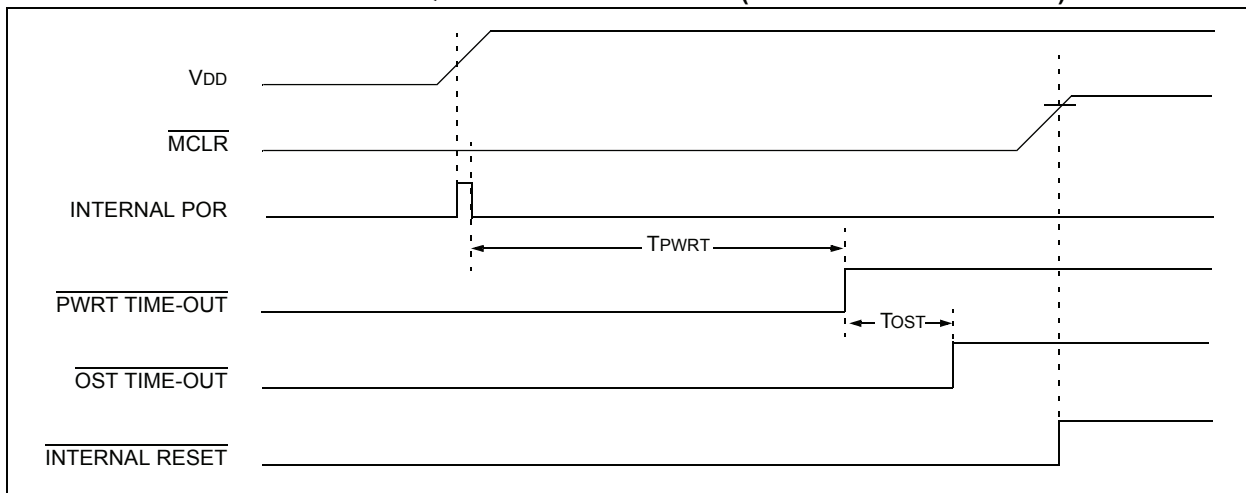 VDD
MCLR
INTERNAL POR
TPWRT
PWRT TIME-OUT
TOST
OST TIME-OUT
INTERNAL RESET